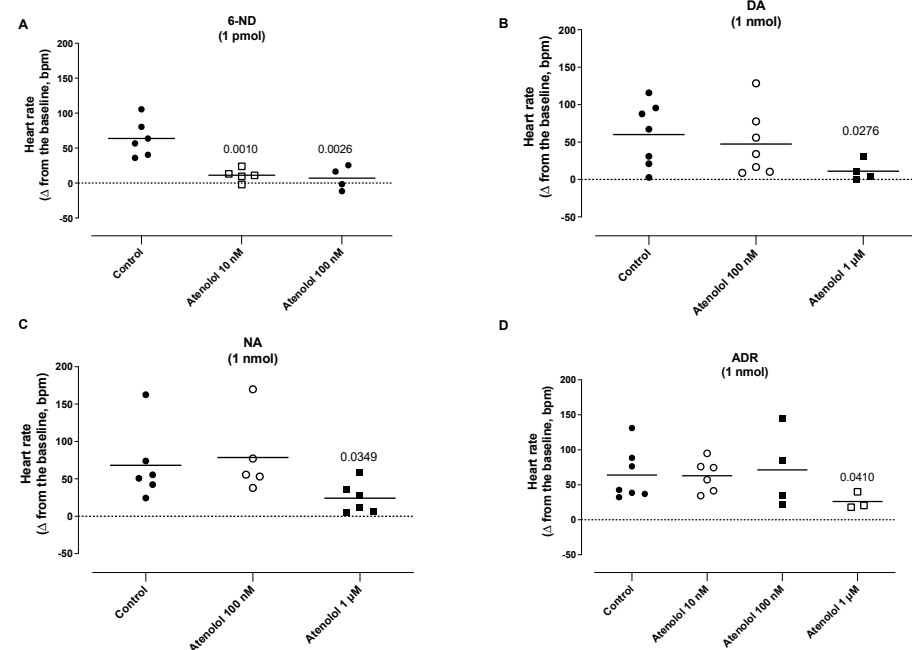 A
6-ND
(1 pmol)
Heart rate
(Δ from the baseline, bpm)
200
150
100
50
0
-50
0.0010
0.0026
Control
Atenolol 10 nM
Atenolol 100 nM
B
DA
(1 nmol)
Heart rate
(Δ from the baseline, bpm)
200
150
100
50
0
-50
0.0276
Control
Atenolol 100 nM
Atenolol 1 µM
C
NA
(1 nmol)
Heart rate
(Δ from the baseline, bpm)
200
150
100
50
0
-50
0.0349
Control
Atenolol 100 nM
Atenolol 1 µM
D
ADR
(1 nmol)
Heart rate
(Δ from the baseline, bpm)
200
150
100
50
0
-50
0.0410
Control
Atenolol 10 nM
Atenolol 100 nM
Atenolol 1 µM